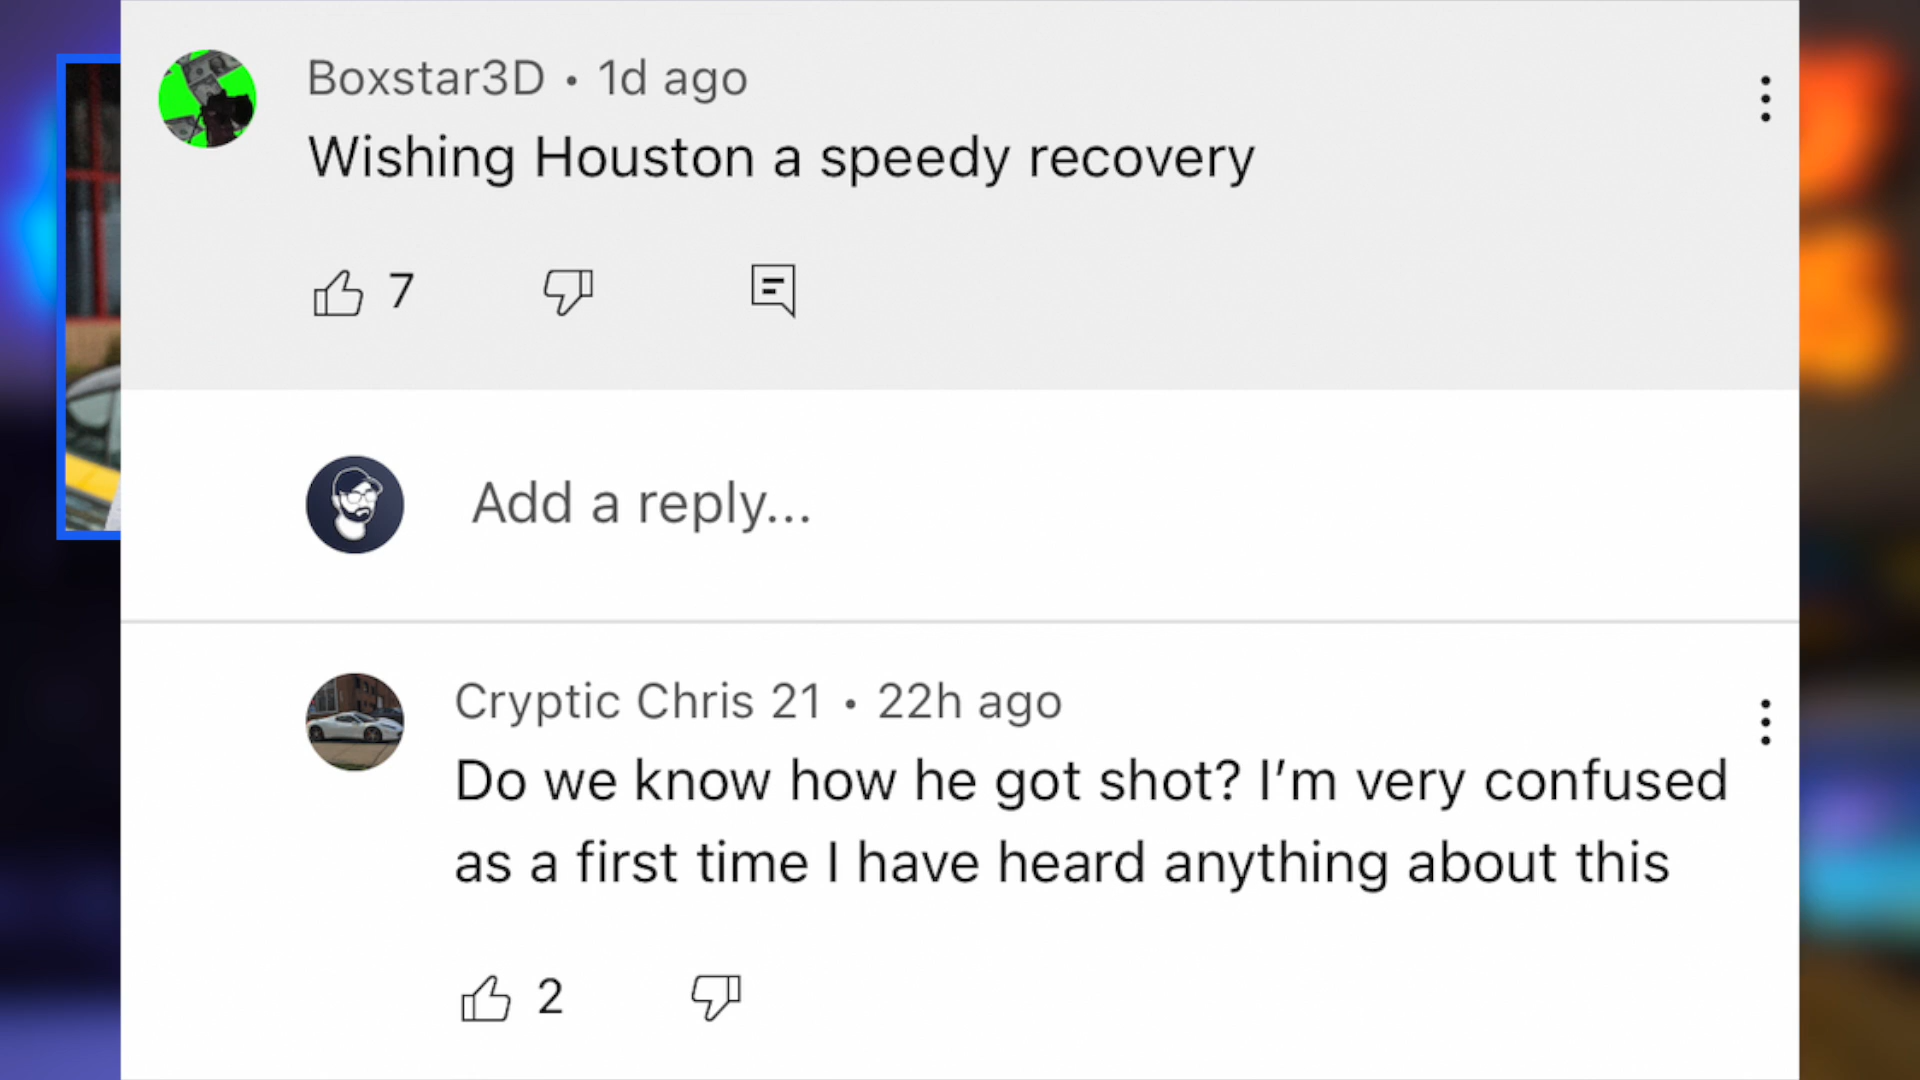 Boxstar3D • 1d ago
Wishing Houston a speedy recovery
7
Add a reply...
Cryptic Chris 21 • 22h ago
Do we know how he got shot? I’m very confused
as a first time I have heard anything about this
2